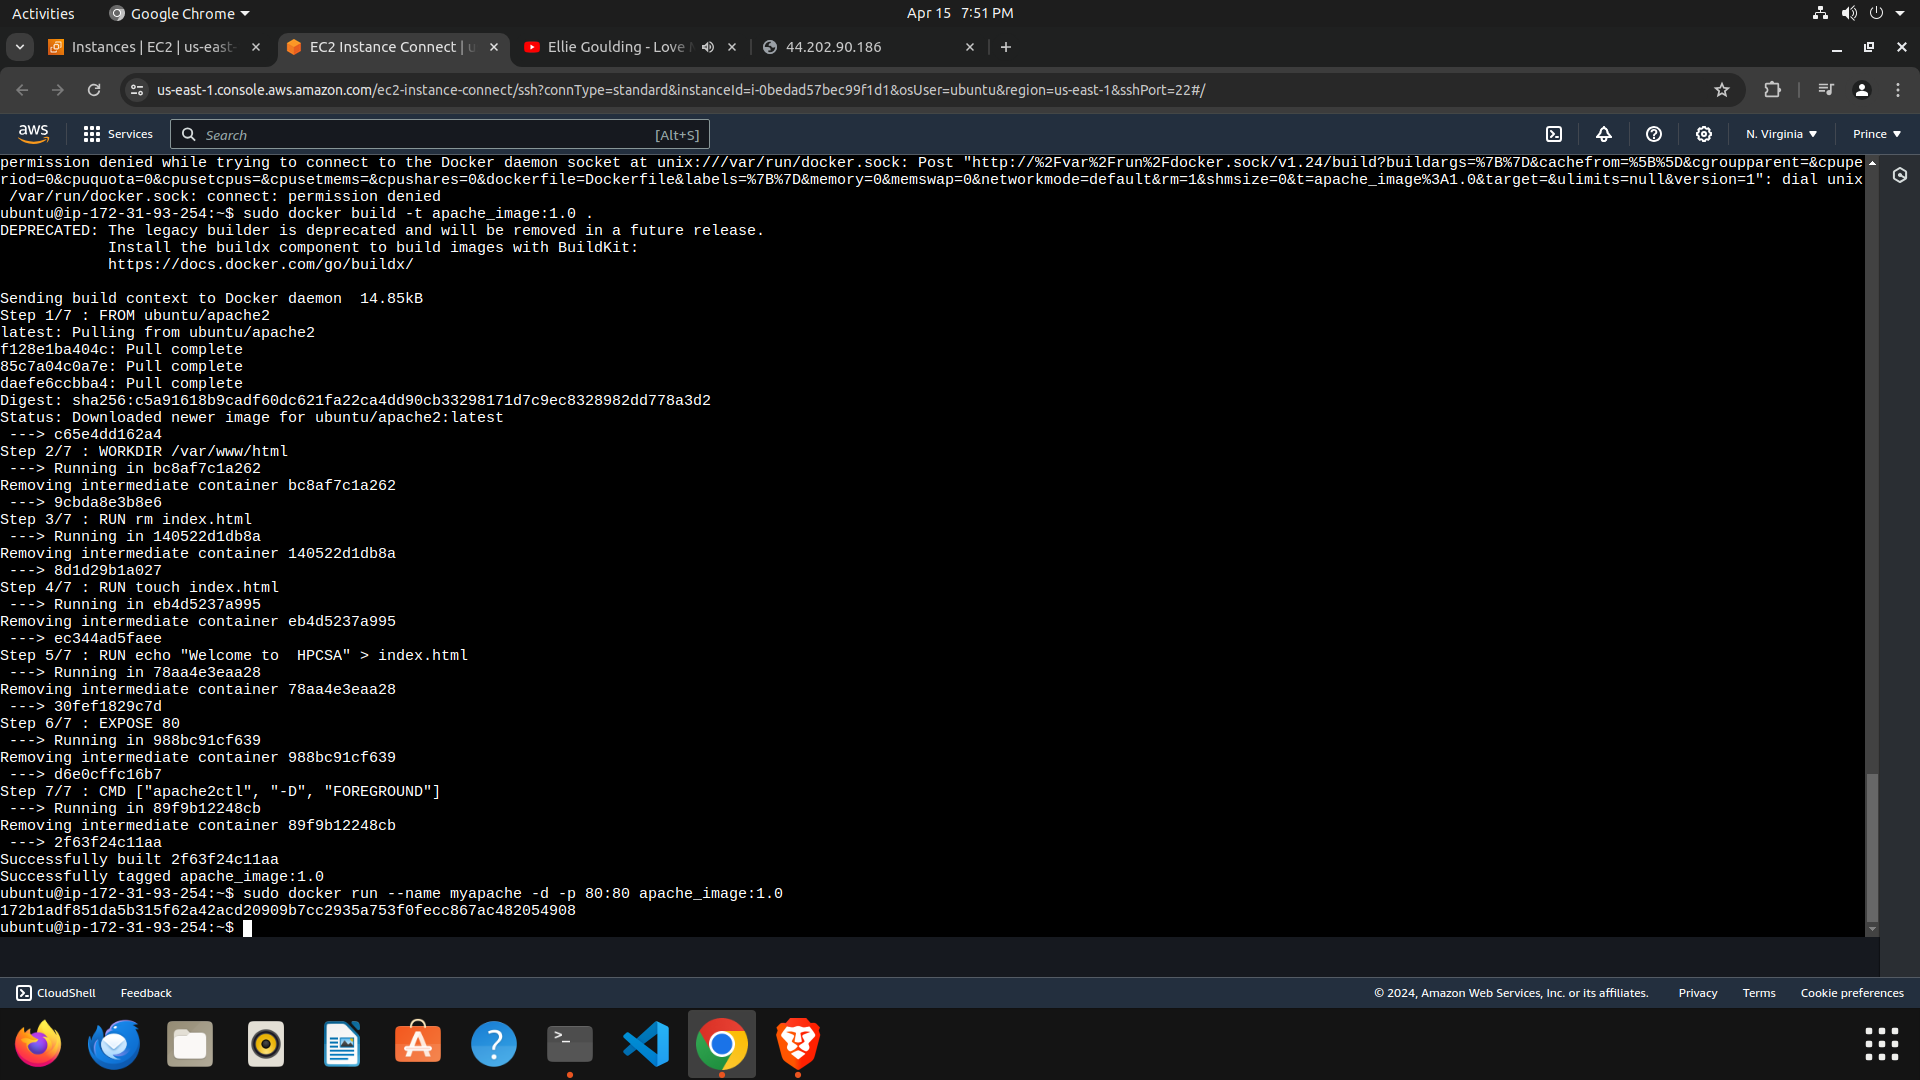 Activities
Google Chrome
Apr 15 7:51 PM
Instances | EC2 | us-east-
EC2 Instance Connect | u
Ellie Goulding - Love M
44.202.90.186
us-east-1.console.aws.amazon.com/ec2-instance-connect/ssh?connType=standard&instanceId=i-0bedad57bec99f1d1&osUser=ubuntu&region=us-east-1&sshPort=22#/
aws
Services
Search
[Alt+S]
N. Virginia
Prince
permission denied while trying to connect to the Docker daemon socket at unix:///var/run/docker.sock: Post "http://%2Fvar%2Frun%2Fdocker.sock/v1.24/build?buildargs=%7B%7D&cachefrom=%5B%5D&cgroupparent=&cpupe
riod=0&cpuquota=0&cpusetcpus=&cpusetmems=&cpushares=0&dockerfile=Dockerfile&labels=%7B%7D&memory=0&memswap=0&networkmode=default&rm=1&shmsize=0&t=apache_image%3A1.0&target=&ulimits=null&version=1": dial unix
/var/run/docker.sock: connect: permission denied
ubuntu@ip-172-31-93-254:~$ sudo docker build -t apache_image:1.0 .
DEPRECATED: The legacy builder is deprecated and will be removed in a future release.
Install the buildx component to build images with BuildKit:
https://docs.docker.com/go/buildx/
Sending build context to Docker daemon  14.85kB
Step 1/7 : FROM ubuntu/apache2
latest: Pulling from ubuntu/apache2
f128e1ba404c: Pull complete
85c7a04c0a7e: Pull complete
daefe6ccbba4: Pull complete
Digest: sha256:c5a91618b9cadf60dc621fa22ca4dd90cb33298171d7c9ec8328982dd778a3d2
Status: Downloaded newer image for ubuntu/apache2:latest
---> c65e4dd162a4
Step 2/7 : WORKDIR /var/www/html
---> Running in bc8af7c1a262
Removing intermediate container bc8af7c1a262
---> 9cbda8e3b8e6
Step 3/7 : RUN rm index.html
---> Running in 140522d1db8a
Removing intermediate container 140522d1db8a
---> 8d1d29b1a027
Step 4/7 : RUN touch index.html
---> Running in eb4d5237a995
Removing intermediate container eb4d5237a995
---> ec344ad5faee
Step 5/7 : RUN echo "Welcome to  HPCSA" > index.html
---> Running in 78aa4e3eaa28
Removing intermediate container 78aa4e3eaa28
---> 30fef1829c7d
Step 6/7 : EXPOSE 80
---> Running in 988bc91cf639
Removing intermediate container 988bc91cf639
---> d6e0cffc16b7
Step 7/7 : CMD ["apache2ctl", "-D", "FOREGROUND"]
---> Running in 89f9b12248cb
Removing intermediate container 89f9b12248cb
---> 2f63f24c11aa
Successfully built 2f63f24c11aa
Successfully tagged apache_image:1.0
ubuntu@ip-172-31-93-254:~$ sudo docker run --name myapache -d -p 80:80 apache_image:1.0
172b1adf851da5b315f62a42acd20909b7cc2935a753f0fecc867ac482054908
ubuntu@ip-172-31-93-254:~$
CloudShell
Feedback
© 2024, Amazon Web Services, Inc. or its affiliates.
Privacy
Terms
Cookie preferences